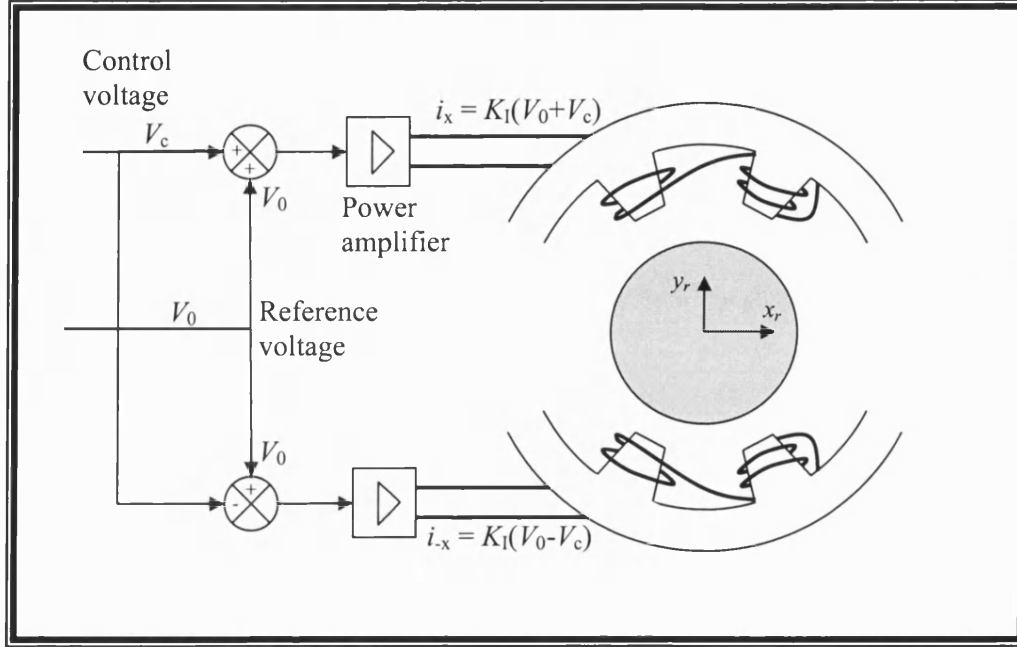 Control
voltage
V_c
+
+
V_0
i_x = K_I(V_0+V_c)
Power
amplifier
y_r
x_r
V_0
Reference
voltage
V_0
+
-
i_{-x} = K_I(V_0-V_c)